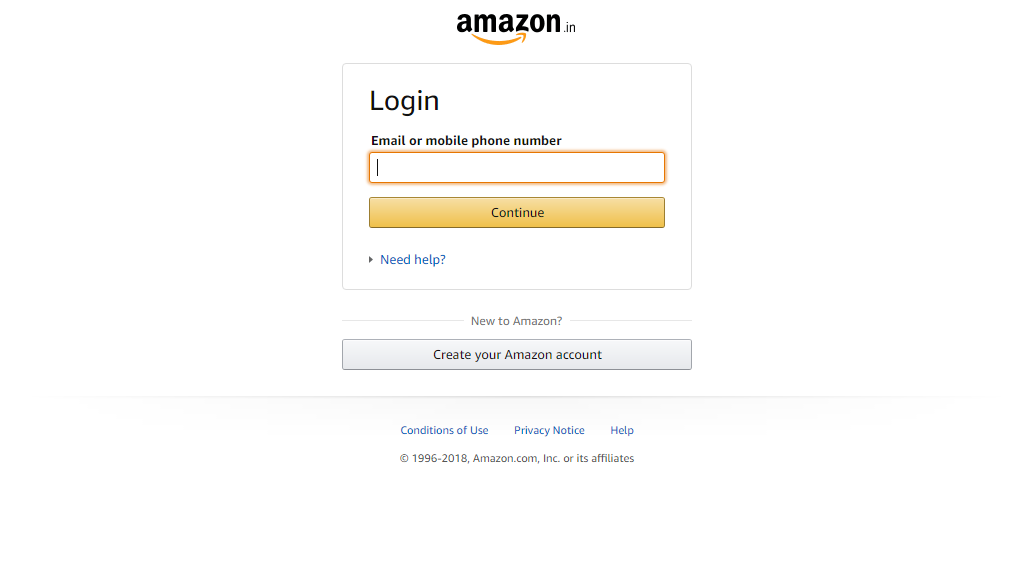 amazon.in
Login
Email or mobile phone number
Continue
Need help?
New to Amazon?
Create your Amazon account
Conditions of Use Privacy Notice Help
© 1996-2018, Amazon.com, Inc. or its affiliates